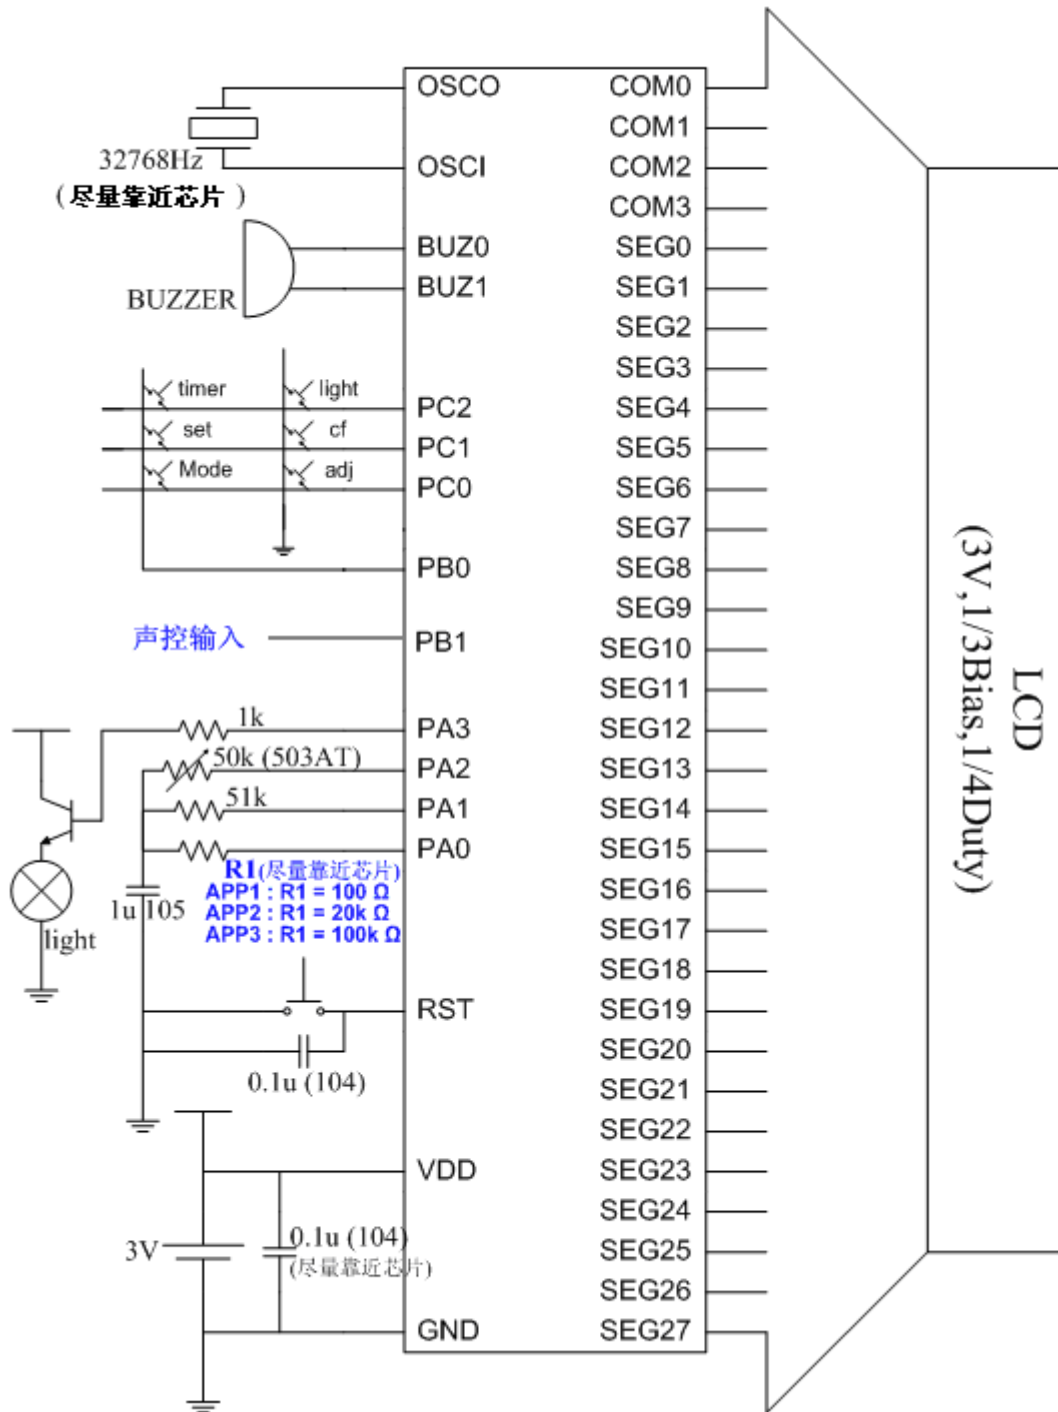 OSCO
COM0
COM1
32768Hz
OSCI
COM2
（尽量靠近芯片 ）
COM3
BUZ0
SEG0
BUZ1
SEG1
BUZZER
SEG2
SEG3
timer
light
PC2
SEG4
set
cf
PC1
SEG5
Mode
adj
PC0
SEG6
SEG7
PB0
SEG8
SEG9
声控输入
PB1
SEG10
SEG11
1k
PA3
SEG12
50k (503AT)
PA2
SEG13
51k
PA1
SEG14
PA0
SEG15
R1(尽量靠近芯片)
APP1 : R1 = 100 Ω
SEG16
1u 105
APP2 : R1 = 20k Ω
APP3 : R1 = 100k Ω
SEG17
light
SEG18
RST
SEG19
SEG20
0.1u (104)
SEG21
SEG22
VDD
SEG23
SEG24
3V
0.1u (104)
(尽量靠近芯片)
SEG25
SEG26
GND
SEG27
LCD
(3V,1/3Bias,1/4Duty)